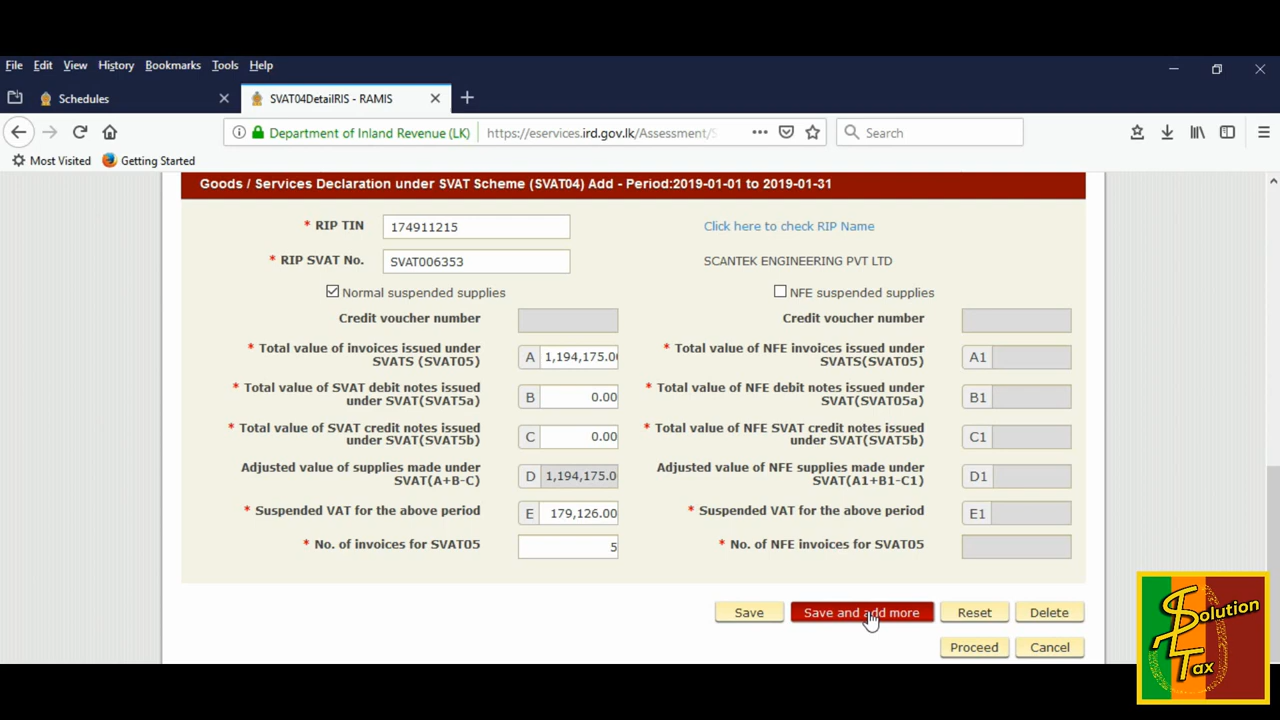 File Edit View History Bookmarks Tools Help
Schedules
SVAT04DetailRIS - RAMIS
Department of Inland Revenue (LK)
https://eservices.ird.gov.lk/Assessment/S
Search
Most Visited Getting Started
Goods / Services Declaration under SVAT Scheme (SVAT04) Add - Period:2019-01-01 to 2019-01-31
* RIP TIN 174911215 Click here to check RIP Name
* RIP SVAT No. SVAT006353 SCANTEK ENGINEERING PVT LTD
Normal suspended supplies NFE suspended supplies
Credit voucher number Credit voucher number
* Total value of invoices issued under * Total value of NFE invoices issued under
SVATS (SVAT05) A 1,194,175.0 SVATS(SVAT05) A1
* Total value of SVAT debit notes issued * Total value of NFE debit notes issued under
under SVAT(SVAT5a) B 0.00 SVAT(SVAT05a) B1
* Total value of SVAT credit notes issued * Total value of NFE SVAT credit notes issued
under SVAT(SVAT5b) C 0.00 under SVAT(SVAT5b) C1
Adjusted value of supplies made under Adjusted value of NFE supplies made under
SVAT(A+B-C) D 1,194,175.0 SVAT(A1+B1-C1) D1
* Suspended VAT for the above period E 179,126.00 * Suspended VAT for the above period E1
* No. of invoices for SVAT05 5 * No. of NFE invoices for SVAT05
Save Save and add more Reset Delete
Proceed Cancel
Solution
Tax